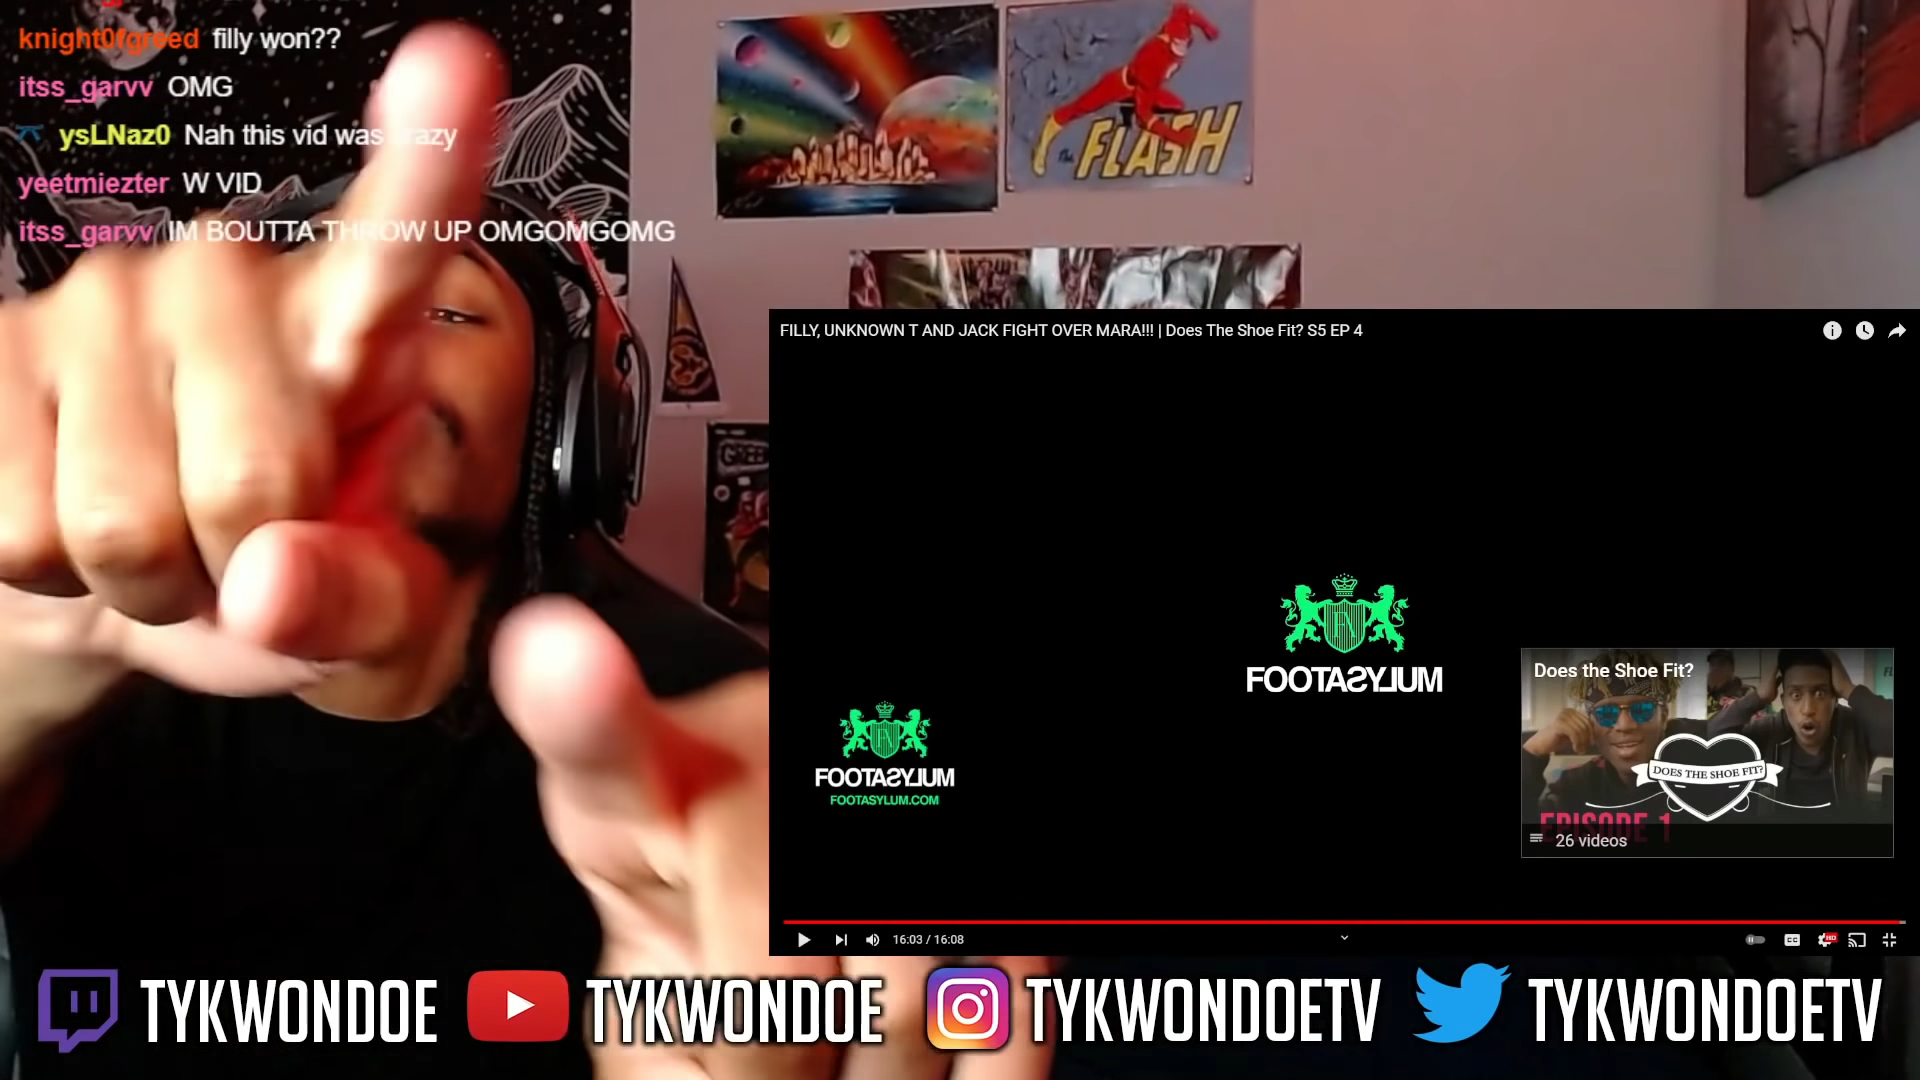 knight0fgreed filly won??
itss_garvv OMG
ysLNaz0 Nah this vid was
yeetmiezter W VID
itss_garvv IM BOUTTA THROW UP OMGOMGOMG
the FLASH
FILLY, UNKNOWN T AND JACK FIGHT OVER MARA!!! | Does The Shoe Fit? S5 EP 4
FOOTASYLUM
FOOTASYLUM
FOOTASYLUM.COM
Does the Shoe Fit?
DOES THE SHOE FIT?
EPISODE 1
26 videos
16:03 / 16:08
CC
HD
TYKWONDOE TYKWONDOE TYKWONDOETV TYKWONDOETV